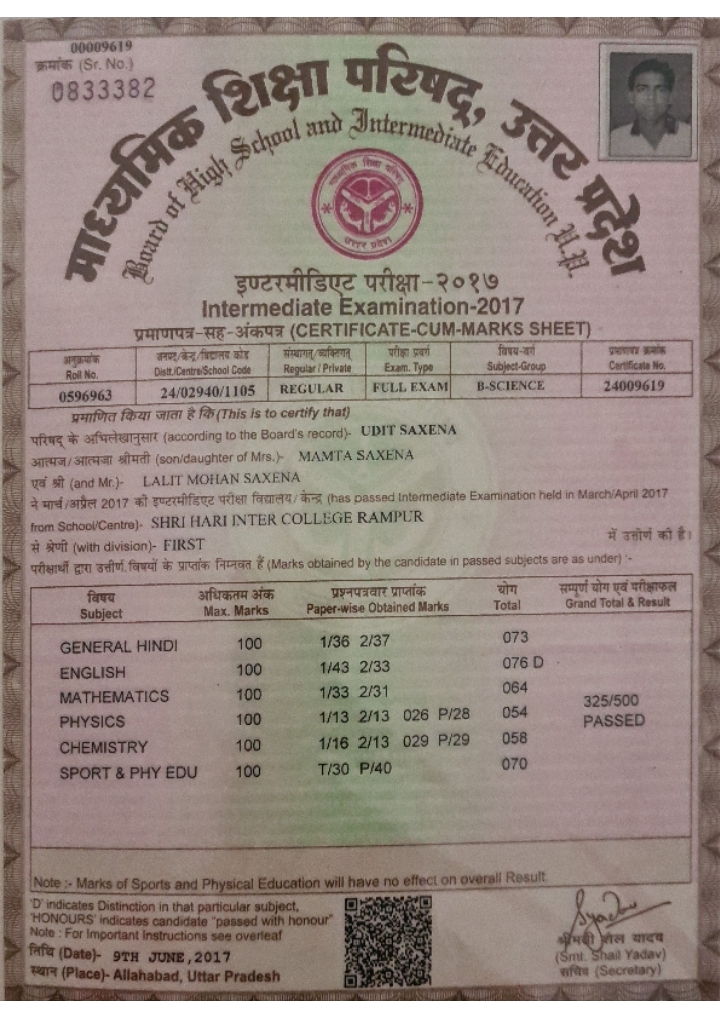 00009619
क्रमांक (Sr. No.)
0833382
माध्यमिक शिक्षा परिषद्, उत्तर प्रदेश
Board of High School and Intermediate Education U.P.
माध्यमिक शिक्षा परिषद्
उत्तर प्रदेश
इण्टरमीडिएट परीक्षा-२०१७
Intermediate Examination-2017
प्रमाणपत्र-सह-अंकपत्र (CERTIFICATE-CUM-MARKS SHEET)
अनुक्रमांक जनपद/केन्द्र/विद्यालय कोड संस्थागत/व्यक्तिगत परीक्षा प्रवर्ग विषय-वर्ग प्रमाणपत्र क्रमांक
Roll No. Distt./Centre/School Code Regular / Private Exam. Type Subject-Group Certificate No.
0596963 24/02940/1105 REGULAR FULL EXAM B-SCIENCE 24009619
प्रमाणित किया जाता है कि (This is to certify that)
परिषद् के अभिलेखानुसार (according to the Board's record)- UDIT SAXENA
आत्मज/आत्मजा श्रीमती (son/daughter of Mrs.)- MAMTA SAXENA
एवं श्री (and Mr.)- LALIT MOHAN SAXENA
ने मार्च/अप्रैल 2017 की इण्टरमीडिएट परीक्षा विद्यालय/केन्द्र (has passed Intermediate Examination held in March/April 2017
from School/Centre)- SHRI HARI INTER COLLEGE RAMPUR
से श्रेणी (with division)- FIRST में उत्तीर्ण की है।
परीक्षार्थी द्वारा उत्तीर्ण विषयों के प्राप्तांक निम्नवत हैं (Marks obtained by the candidate in passed subjects are as under) :-
विषय अधिकतम अंक प्रश्नपत्रवार प्राप्तांक योग सम्पूर्ण योग एवं परीक्षाफल
Subject Max. Marks Paper-wise Obtained Marks Total Grand Total & Result
GENERAL HINDI 100 1/36 2/37 073
ENGLISH 100 1/43 2/33 076 D
MATHEMATICS 100 1/33 2/31 064
PHYSICS 100 1/13 2/13 026 P/28 054
CHEMISTRY 100 1/16 2/13 029 P/29 058
SPORT & PHY EDU 100 T/30 P/40 070
325/500
PASSED
Note :- Marks of Sports and Physical Education will have no effect on overall Result.
'D' indicates Distinction in that particular subject,
'HONOURS' indicates candidate "passed with honour"
Note : For Important Instructions see overleaf
तिथि (Date)- 9TH JUNE,2017
स्थान (Place)- Allahabad, Uttar Pradesh
श्रीमती शैल यादव
(Smt. Shail Yadav)
सचिव (Secretary)